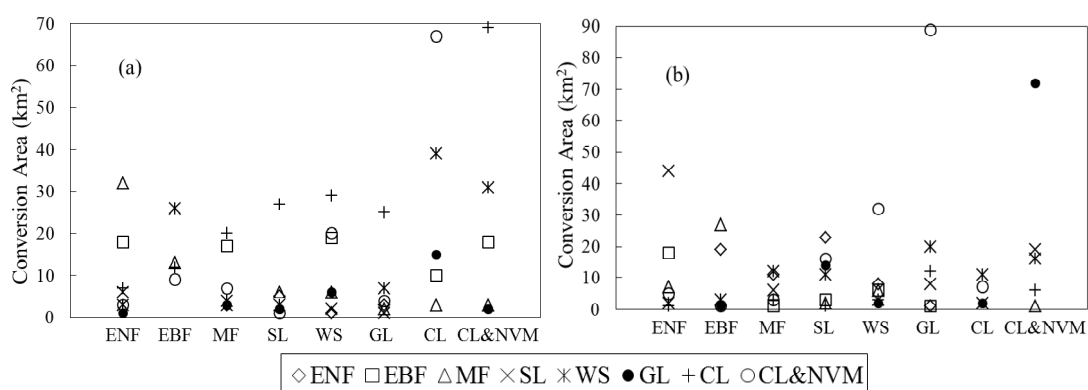 (a)
Conversion Area (km²)
70
60
50
40
30
20
10
0
ENF EBF MF SL WS GL CL CL&NVM
(b)
Conversion Area (km²)
90
80
70
60
50
40
30
20
10
0
ENF EBF MF SL WS GL CL CL&NVM
ENF EBF MF SL WS GL CL CL&NVM